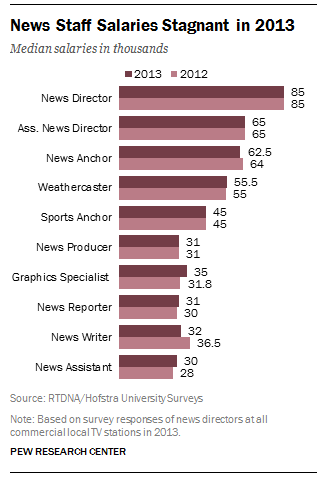 News Staff Salaries Stagnant in 2013
Median salaries in thousands
2013 2012
News Director 85
85
Ass. News Director 65
65
News Anchor 62.5
64
Weathercaster 55.5
55
Sports Anchor 45
45
News Producer 31
31
Graphics Specialist 35
31.8
News Reporter 31
30
News Writer 32
36.5
News Assistant 30
28
Source: RTDNA/Hofstra University Surveys
Note: Based on survey responses of news directors at all
commercial local TV stations in 2013.
PEW RESEARCH CENTER